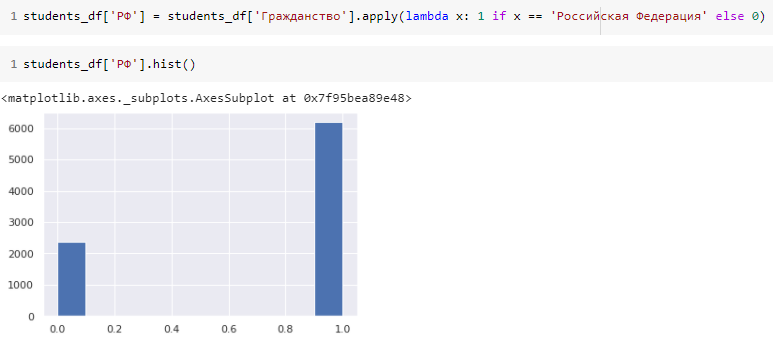 1 students_df['РФ'] = students_df['Гражданство'].apply(lambda x: 1 if x == 'Российская Федерация' else 0)
1 students_df['РФ'].hist()
<matplotlib.axes._subplots.AxesSubplot at 0x7f95bea89e48>
6000
5000
4000
3000
2000
1000
0
0.0 0.2 0.4 0.6 0.8 1.0